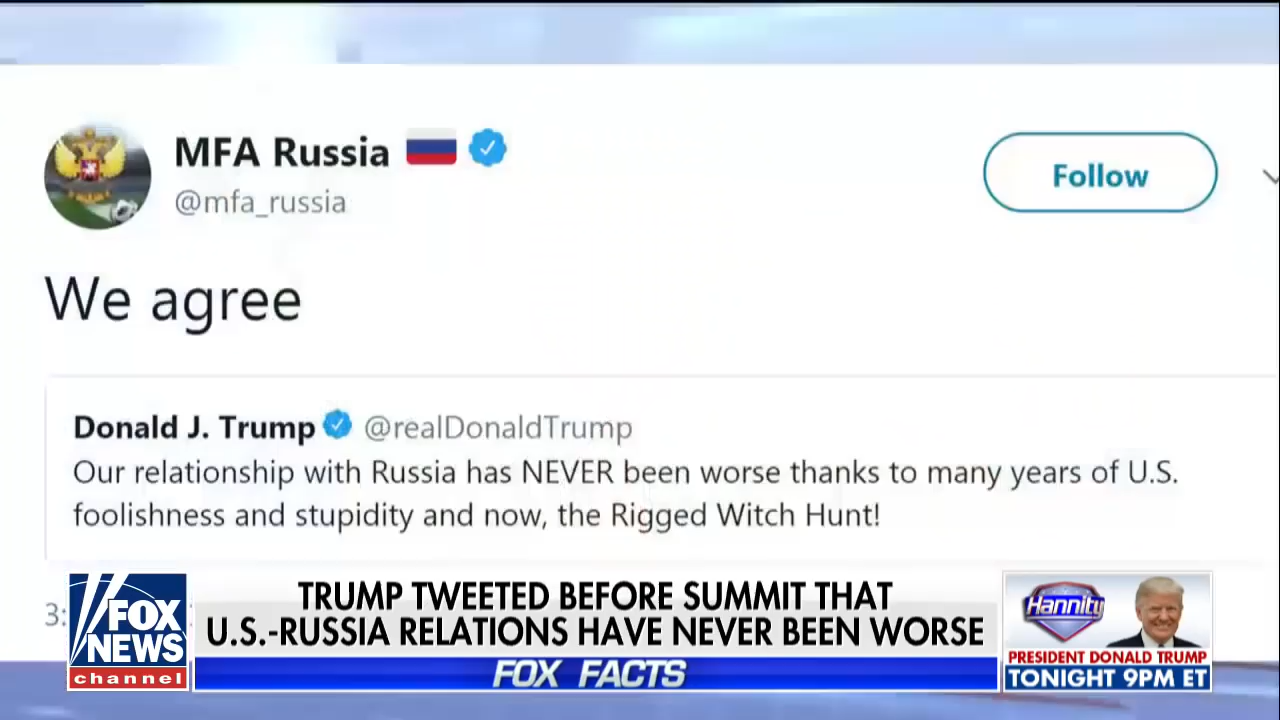 MFA Russia
@mfa_russia
Follow
We agree
Donald J. Trump @realDonaldTrump
Our relationship with Russia has NEVER been worse thanks to many years of U.S.
foolishness and stupidity and now, the Rigged Witch Hunt!
3:
FOX
NEWS
channel
TRUMP TWEETED BEFORE SUMMIT THAT
U.S.-RUSSIA RELATIONS HAVE NEVER BEEN WORSE
FOX FACTS
Hannity
PRESIDENT DONALD TRUMP
TONIGHT 9PM ET